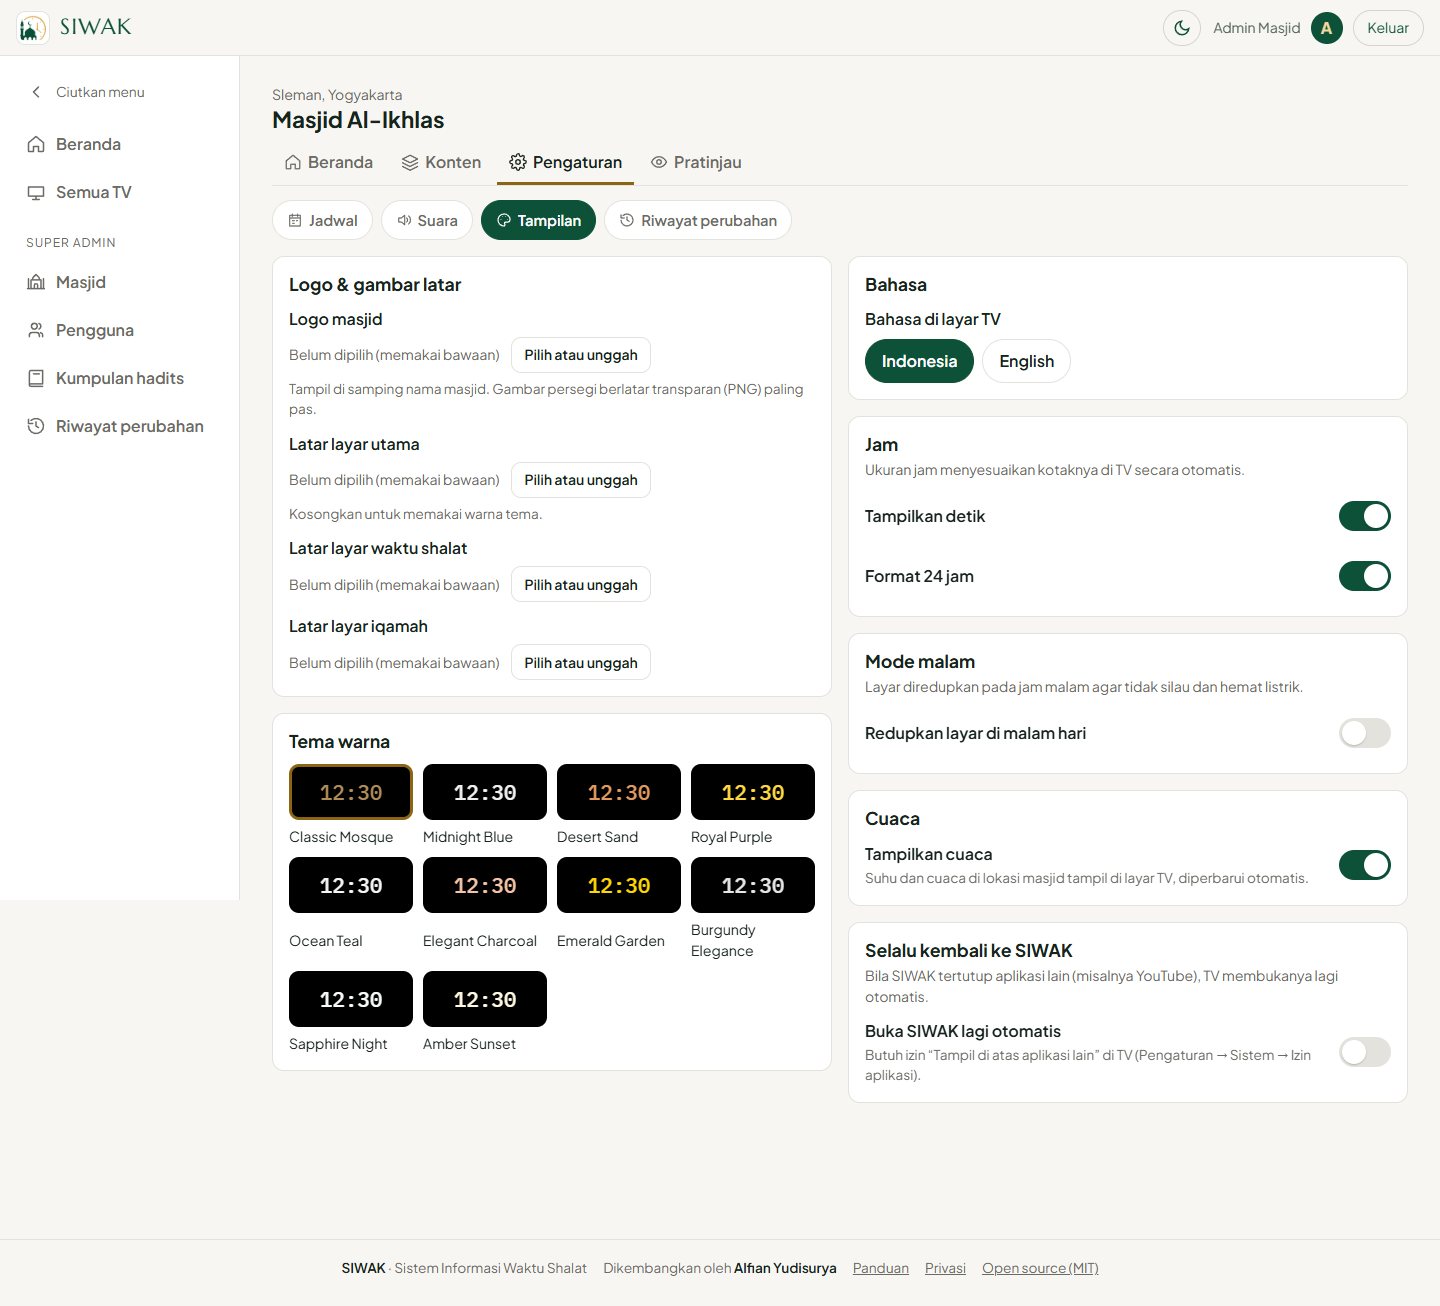 SIWAK
Admin Masjid
A
Keluar
Ciutkan menu
Beranda
Semua TV
SUPER ADMIN
Masjid
Pengguna
Kumpulan hadits
Riwayat perubahan
Sleman, Yogyakarta
Masjid Al-Ikhlas
Beranda
Konten
Pengaturan
Pratinjau
Jadwal
Suara
Tampilan
Riwayat perubahan
Logo & gambar latar
Logo masjid
Belum dipilih (memakai bawaan)
Pilih atau unggah
Tampil di samping nama masjid. Gambar persegi berlatar transparan (PNG) paling
pas.
Latar layar utama
Belum dipilih (memakai bawaan)
Pilih atau unggah
Kosongkan untuk memakai warna tema.
Latar layar waktu shalat
Belum dipilih (memakai bawaan)
Pilih atau unggah
Latar layar iqamah
Belum dipilih (memakai bawaan)
Pilih atau unggah
Tema warna
12:30
12:30
12:30
12:30
Classic Mosque
Midnight Blue
Desert Sand
Royal Purple
12:30
12:30
12:30
12:30
Ocean Teal
Elegant Charcoal
Emerald Garden
Burgundy
Elegance
12:30
12:30
Sapphire Night
Amber Sunset
Bahasa
Bahasa di layar TV
Indonesia
English
Jam
Ukuran jam menyesuaikan kotaknya di TV secara otomatis.
Tampilkan detik
Format 24 jam
Mode malam
Layar diredupkan pada jam malam agar tidak silau dan hemat listrik.
Redupkan layar di malam hari
Cuaca
Tampilkan cuaca
Suhu dan cuaca di lokasi masjid tampil di layar TV, diperbarui otomatis.
Selalu kembali ke SIWAK
Bila SIWAK tertutup aplikasi lain (misalnya YouTube), TV membukanya lagi
otomatis.
Buka SIWAK lagi otomatis
Butuh izin “Tampil di atas aplikasi lain” di TV (Pengaturan → Sistem → Izin
aplikasi).
SIWAK · Sistem Informasi Waktu Shalat
Dikembangkan oleh Alfian Yudisurya
Panduan
Privasi
Open source (MIT)